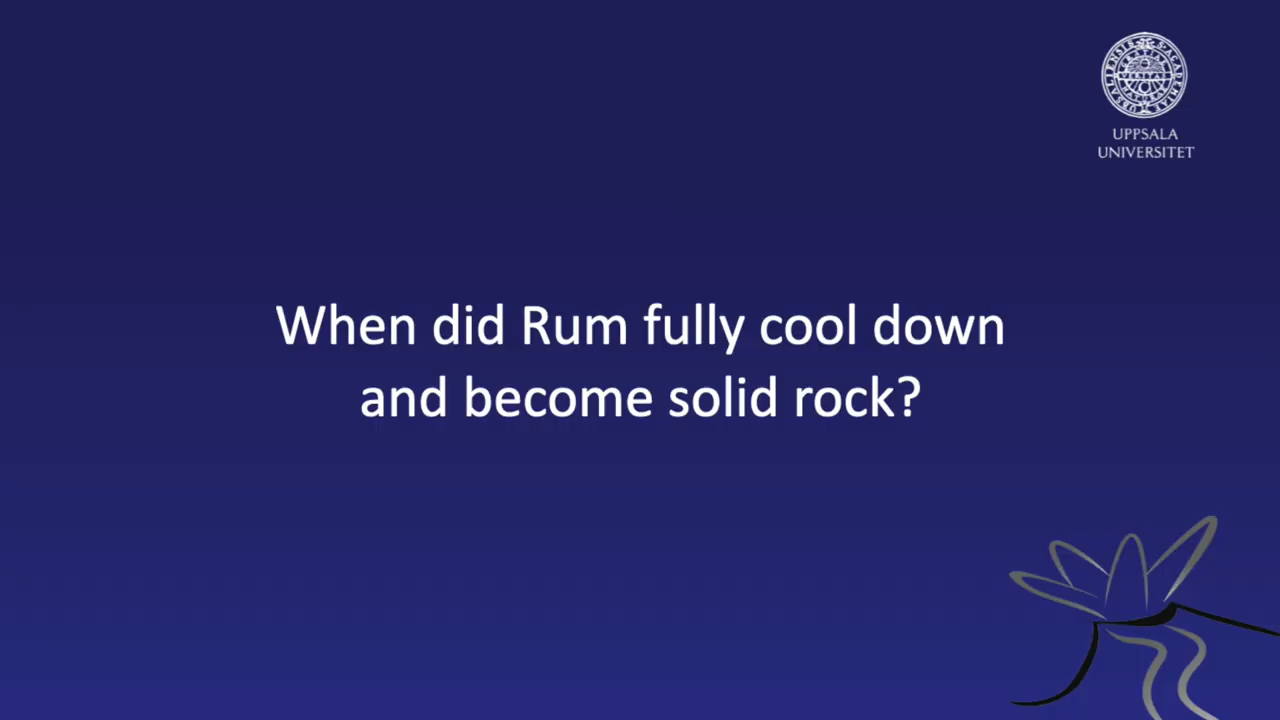 UPPSALA
UNIVERSITET
When did Rum fully cool down
and become solid rock?